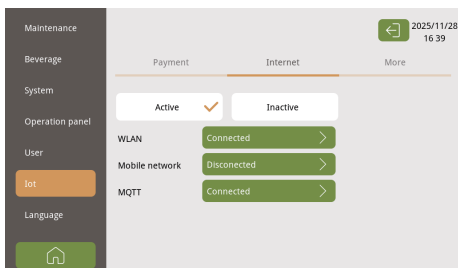 Maintenance
Beverage
System
Operation panel
User
Iot
Language
2025/11/28
16 39
Payment
Internet
More
Active
Inactive
WLAN
Connected
Mobile network
Disconected
MQTT
Connected